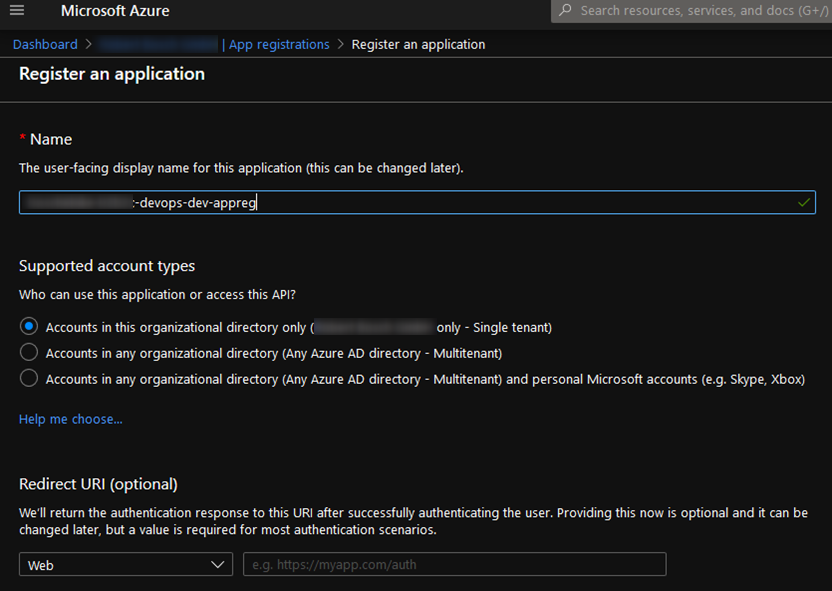 Microsoft Azure
Search resources, services, and docs (G+/)
Dashboard > | App registrations > Register an application
Register an application
* Name
The user-facing display name for this application (this can be changed later).
-devops-dev-appreg
Supported account types
Who can use this application or access this API?
Accounts in this organizational directory only ( only - Single tenant)
Accounts in any organizational directory (Any Azure AD directory - Multitenant)
Accounts in any organizational directory (Any Azure AD directory - Multitenant) and personal Microsoft accounts (e.g. Skype, Xbox)
Help me choose...
Redirect URI (optional)
We'll return the authentication response to this URI after successfully authenticating the user. Providing this now is optional and it can be
changed later, but a value is required for most authentication scenarios.
Web
e.g. https://myapp.com/auth